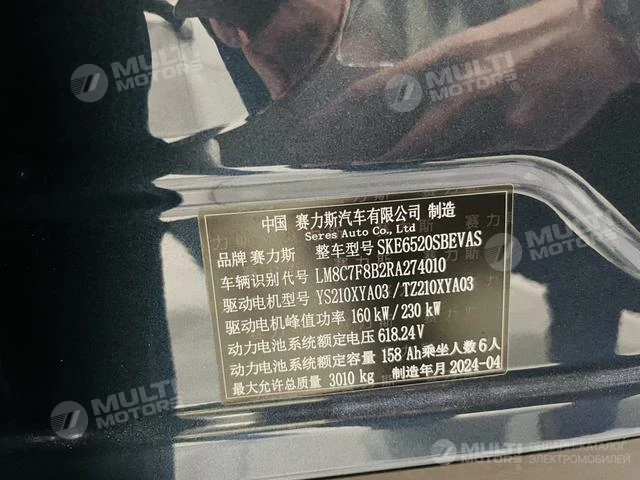 MULTI
MOTORS
MULTI
MOTORS
中国 赛力斯汽车有限公司 制造
Seres Auto Co., Ltd
品牌 赛力斯 整车型号 SKE6520SBEVAS
车辆识别代号 LM8C7F8B2RA274010
驱动电机型号 YS210XYA03 / TZ210XYA03
驱动电机峰值功率 160 kW / 230 kW
动力电池系统额定电压 618.24V
动力电池系统额定容量 158 Ah 乘坐人数 6人
最大允许总质量 3010 kg 制造年月 2024-04
MULTI
MOTORS
MULTI
MOTORS
ЭЛЕКТРОМОБИЛЕЙ